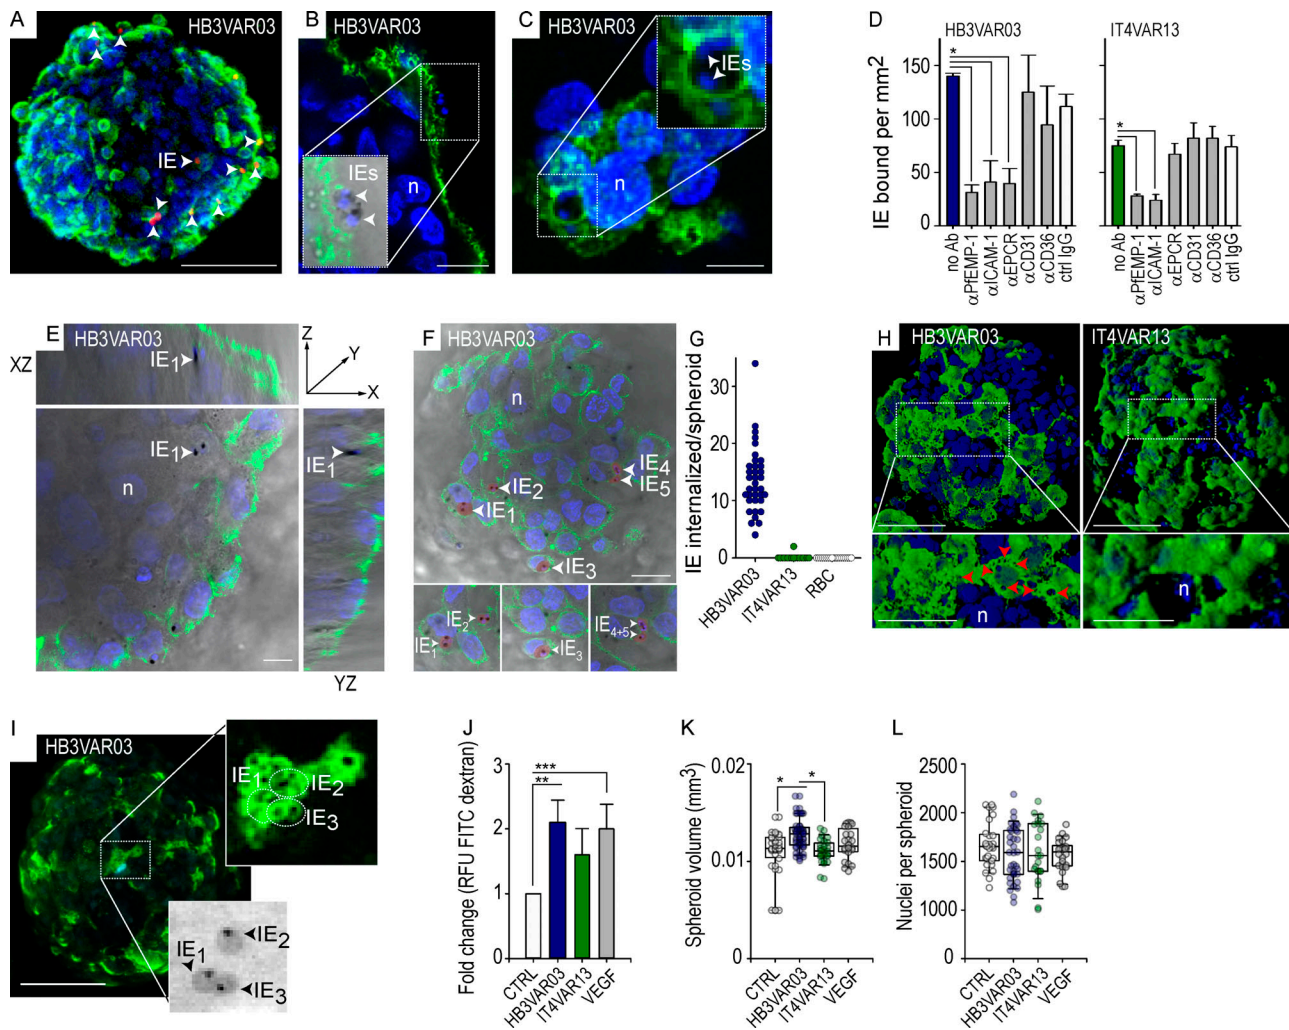 A
HB3VAR03
IE
B
HB3VAR03
IEs
n
C
HB3VAR03
IEs
n
D
HB3VAR03
IT4VAR13
IE bound per mm2
150
100
50
0
*
*
*
no Ab
αPfEMP-1
αICAM-1
αEPCR
αCD31
αCD36
ctrl IgG
no Ab
αPfEMP-1
αICAM-1
αEPCR
αCD31
αCD36
ctrl IgG
E
HB3VAR03
XZ
IE1
Z
Y
X
IE1
n
IE1
YZ
F
HB3VAR03
n
IE4
IE5
IE2
IE1
IE3
IE2
IE1
IE3
IE4+5
G
IE internalized/spheroid
30
20
10
0
HB3VAR03
IT4VAR13
RBC
H
HB3VAR03
IT4VAR13
n
n
I
HB3VAR03
IE1
IE2
IE3
IE1
IE2
IE3
J
Fold change (RFU FITC dextran)
3
2
1
0
***
**
CTRL
HB3VAR03
IT4VAR13
VEGF
K
Spheroid volume (mm3)
0.02
0.01
0
*
*
CTRL
HB3VAR03
IT4VAR13
VEGF
L
Nuclei per spheroid
2500
2000
1500
1000
0
CTRL
HB3VAR03
IT4VAR13
VEGF